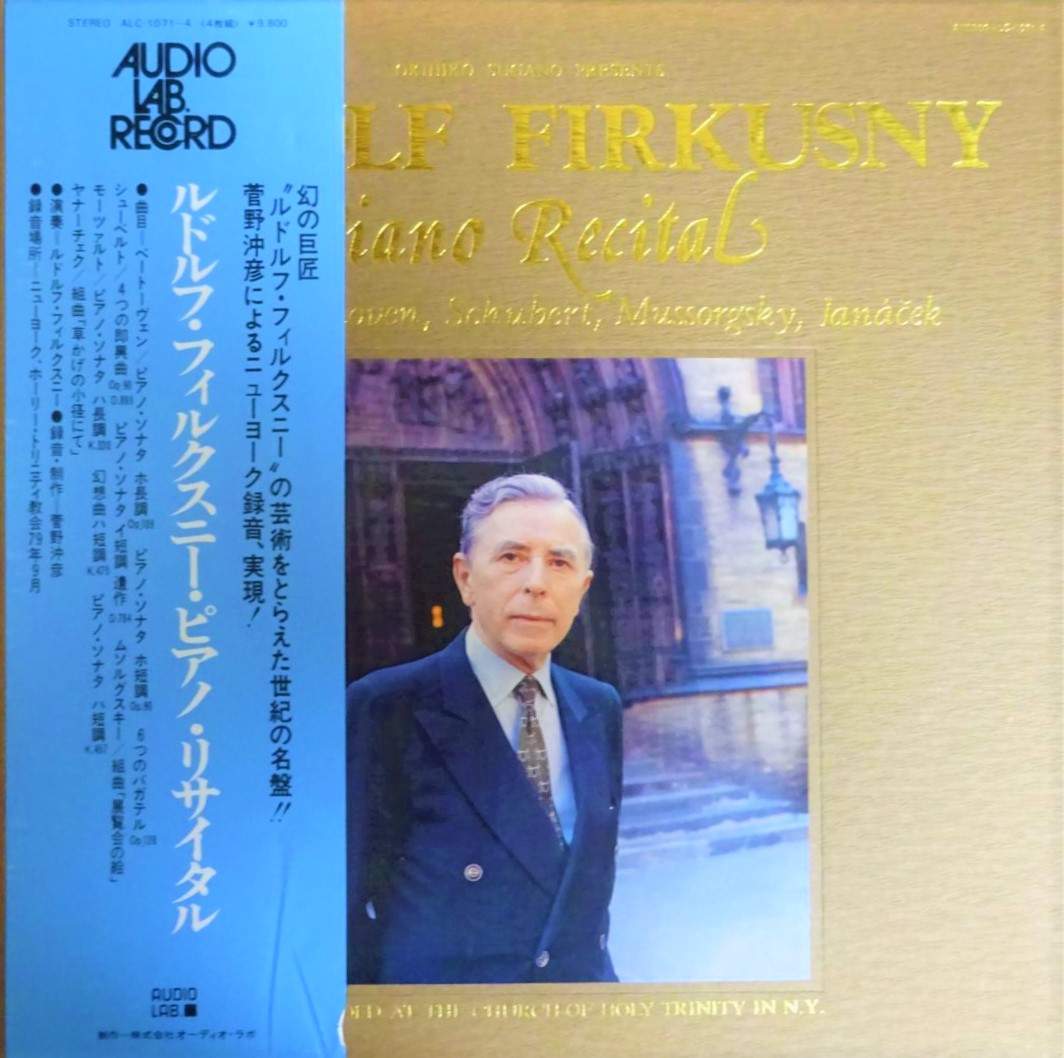 STEREO ALC-1071-4 〈4枚組〉 ¥9,800
AUDIO
LAB.
RECORD
幻の巨匠
〝ルドルフ・フィルクスニー〟の芸術をとらえた世紀の名盤!!
菅野沖彦によるニューヨーク録音、実現!
ルドルフ・フィルクスニー・ピアノ・リサイタル
●曲目—ベートーヴェン/ピアノ・ソナタ ホ長調 Op.109 ピアノ・ソナタ ホ短調 Op.90 6つのバガテル
シューベルト/4つの即興曲 Op.90 D.899 ピアノ・ソナタ イ短調 遺作 D.784 ムソルグスキー/組曲「展覧会の絵」
モーツァルト/ピアノ・ソナタ ハ長調 幻想曲 ハ短調 K.475 ピアノ・ソナタ ハ短調 K.457
ヤナーチェク/組曲「草かげの小径にて」
●演奏—ルドルフ・フィルクスニー ●録音・制作—菅野沖彦
●録音場所—ニューヨーク、ホーリー・トリニティ教会79年9月
AUDIO
LAB.
制作—株式会社オーディオ・ラボ
OKIHIKO SUGANO PRESENTS
LF FIRKUSNY
iano Recital
oven, Schubert, Mussorgsky, Janáček
DED AT THE CHURCH OF HOLY TRINITY IN N.Y.